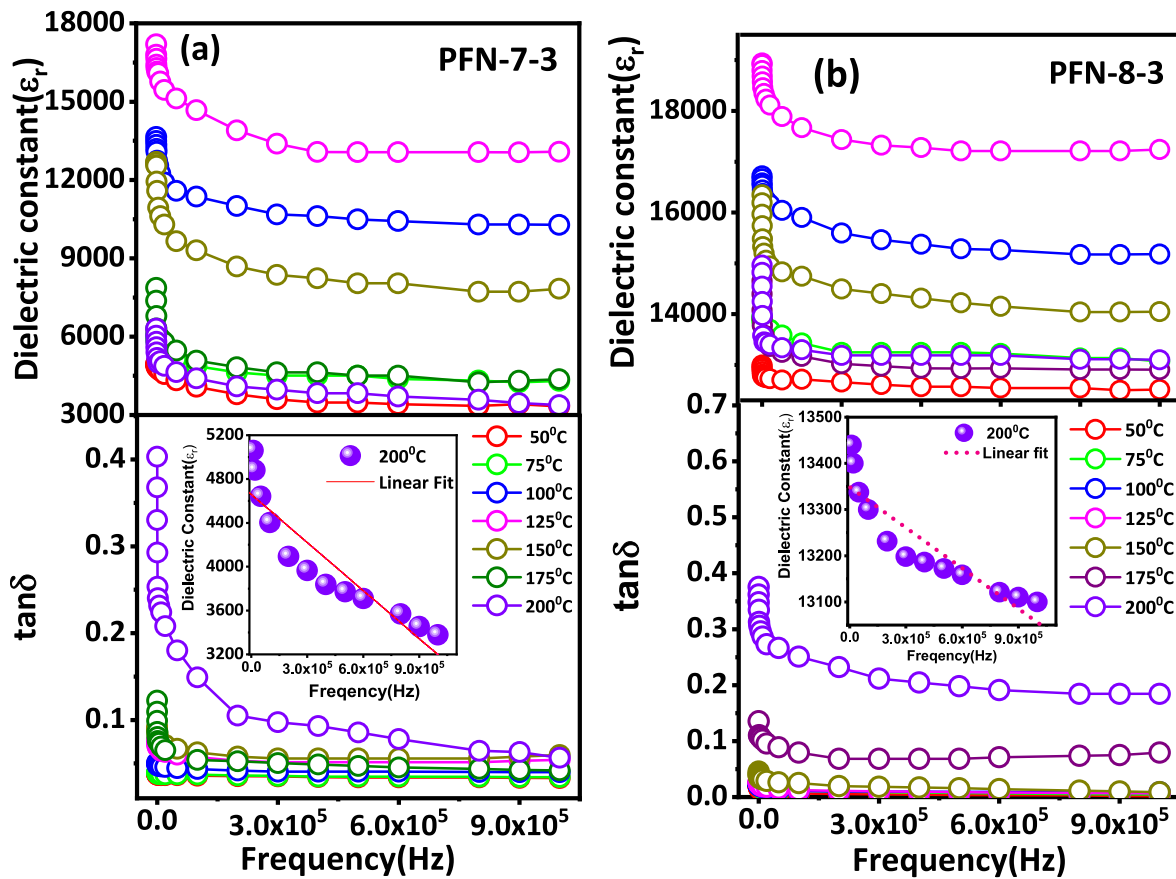 (a)
PFN-7-3
Dielectric constant(εr)
18000
15000
12000
9000
6000
3000
tanδ
0.4
0.3
0.2
0.1
50⁰C
75⁰C
100⁰C
125⁰C
150⁰C
175⁰C
200⁰C
Dielectric Constant(εr)
5200
4800
4400
4000
3600
3200
200⁰C
Linear Fit
0.0 3.0x10⁵ 6.0x10⁵ 9.0x10⁵
Freqency(Hz)
0.0 3.0x10⁵ 6.0x10⁵ 9.0x10⁵
Frequency(Hz)
(b)
PFN-8-3
Dielectric constant(εr)
18000
16000
14000
tanδ
0.7
0.6
0.5
0.4
0.3
0.2
0.1
0.0
50⁰C
75⁰C
100⁰C
125⁰C
150⁰C
175⁰C
200⁰C
Dielectric Constant(εr)
13500
13400
13300
13200
13100
200⁰C
Linear fit
0.0 3.0x10⁵ 6.0x10⁵ 9.0x10⁵
Freqency(Hz)
0.0 3.0x10⁵ 6.0x10⁵ 9.0x10⁵
Frequency(Hz)